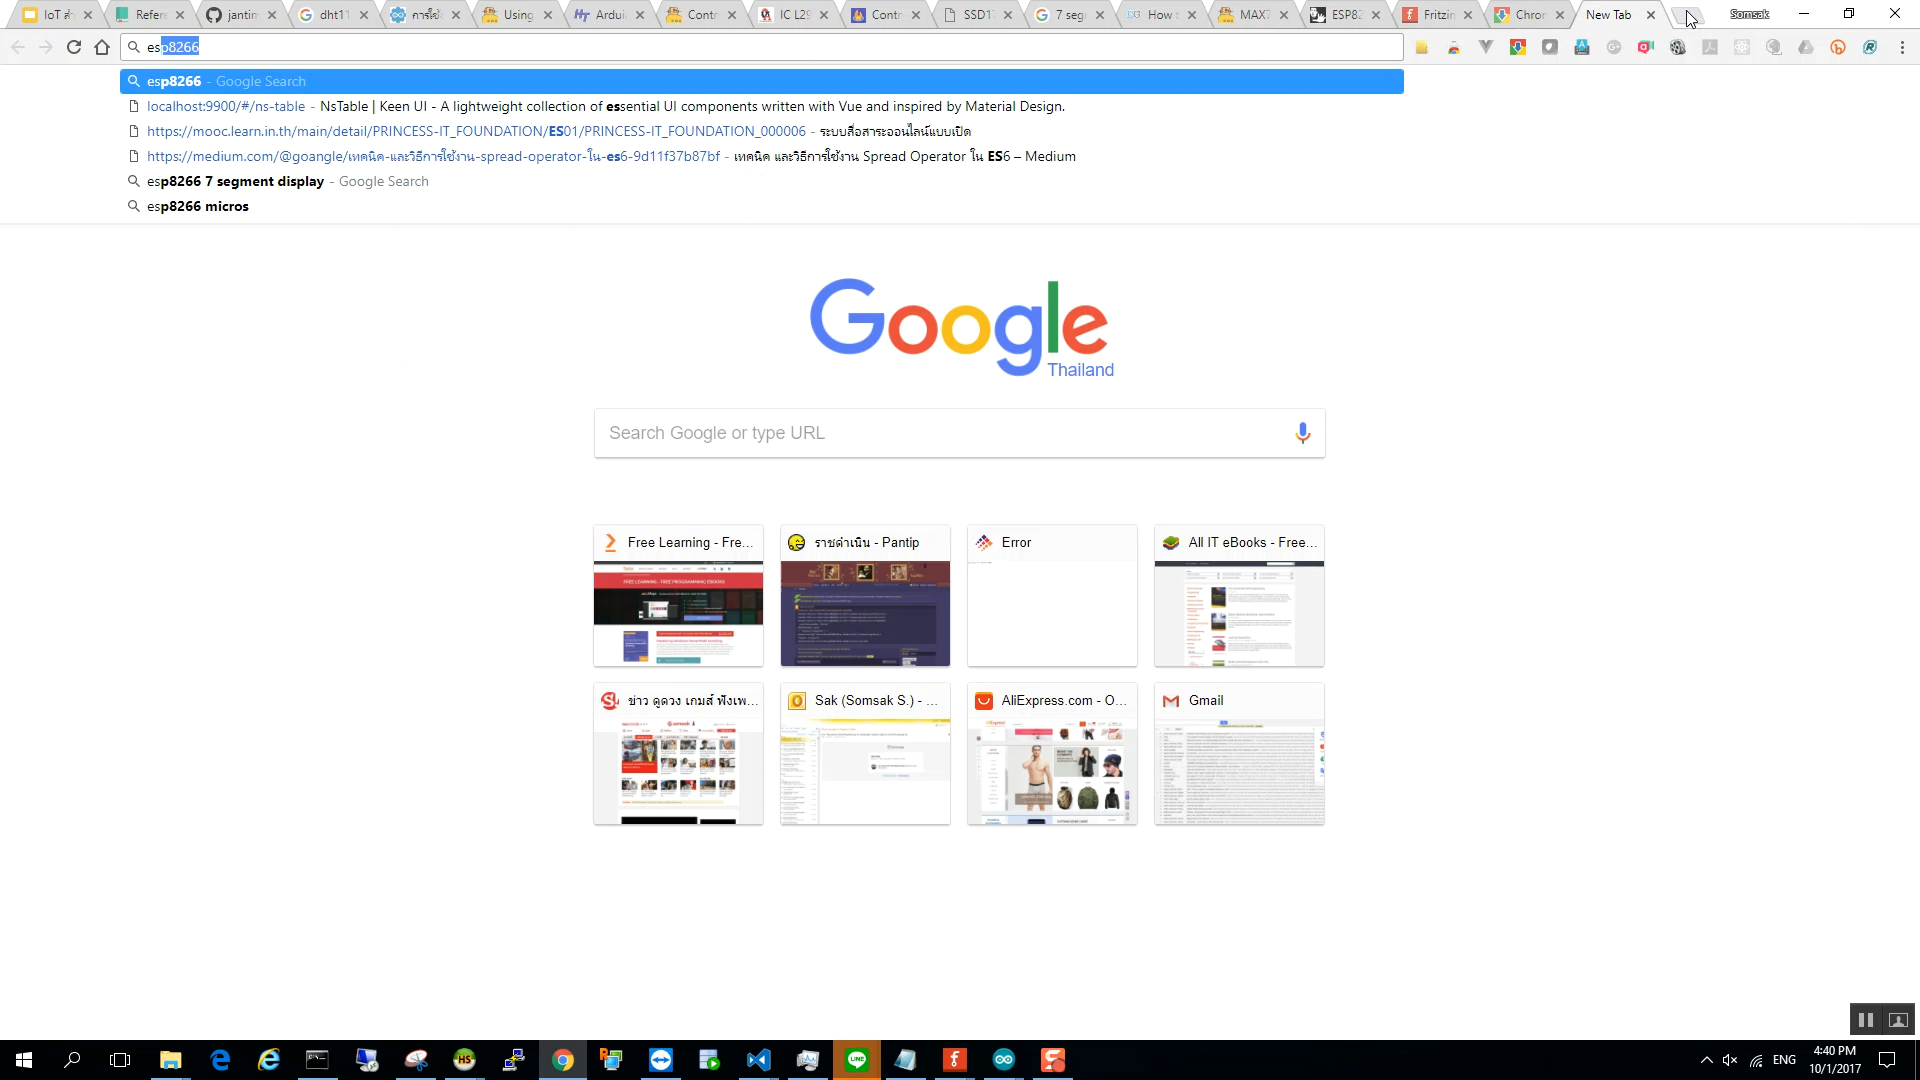 IoT สำ
Refere
jantim
dht11
การใช้เ
Using
Arduin
Contr
IC L29
Contr
SSD13
7 seg
How t
MAX7
ESP82
Fritzin
Chron
New Tab
Somsak
esp8266
esp8266 - Google Search
localhost:9900/#/ns-table - NsTable | Keen UI - A lightweight collection of essential UI components written with Vue and inspired by Material Design.
https://mooc.learn.in.th/main/detail/PRINCESS-IT_FOUNDATION/ES01/PRINCESS-IT_FOUNDATION_000006 - ระบบสื่อสาระออนไลน์แบบเปิด
https://medium.com/@goangle/เทคนิค-และวิธีการใช้งาน-spread-operator-ใน-es6-9d11f37b87bf - เทคนิค และวิธีการใช้งาน Spread Operator ใน ES6 – Medium
esp8266 7 segment display - Google Search
esp8266 micros
Google
Thailand
Search Google or type URL
Free Learning - Fre...
ราชดำเนิน - Pantip
Error
All IT eBooks - Free...
ข่าว ดูดวง เกมส์ ฟังเพ...
Sak (Somsak S.) - ...
AliExpress.com - O...
Gmail
ENG
4:40 PM
10/1/2017